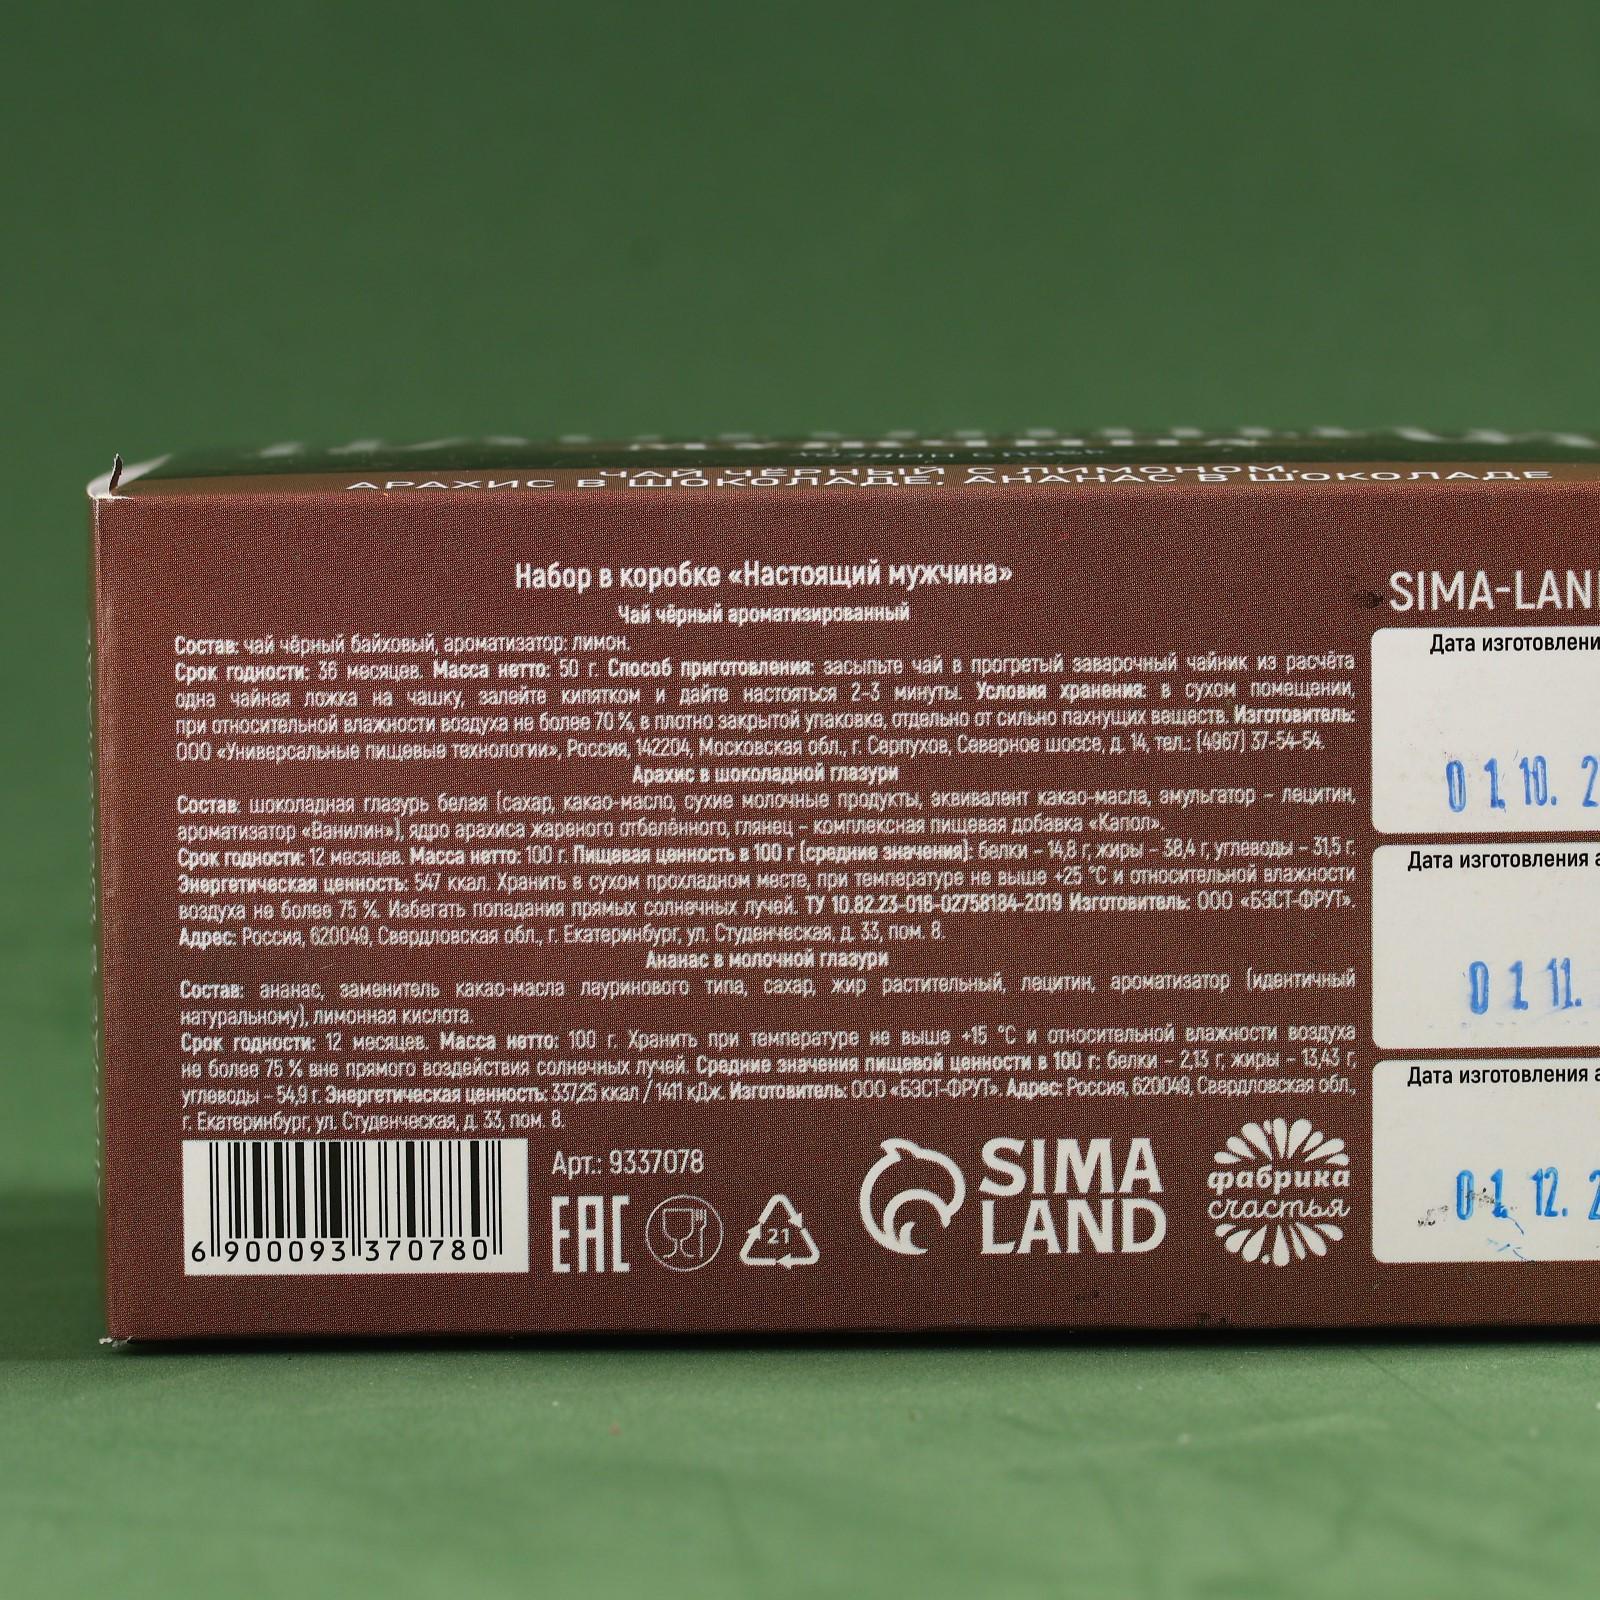 ЧАЙ ЧЁРНЫЙ С ЛИМОНОМ,
АРАХИС В ШОКОЛАДЕ, АНАНАС В ШОКОЛАДЕ
Набор в коробке «Настоящий мужчина»
Чай чёрный ароматизированный
Состав: чай чёрный байховый, ароматизатор: лимон.
Срок годности: 36 месяцев. Масса нетто: 50 г. Способ приготовления: засыпьте чай в прогретый заварочный чайник из расчёта
одна чайная ложка на чашку, залейте кипятком и дайте настояться 2-3 минуты. Условия хранения: в сухом помещении,
при относительной влажности воздуха не более 70 %, в плотно закрытой упаковке, отдельно от сильно пахнущих веществ. Изготовитель:
ООО «Универсальные пищевые технологии», Россия, 142204, Московская обл., г. Серпухов, Северное шоссе, д. 14, тел.: (4967) 37-54-54.
Арахис в шоколадной глазури
Состав: шоколадная глазурь белая (сахар, какао-масло, сухие молочные продукты, эквивалент какао-масла, эмульгатор – лецитин,
ароматизатор «Ванилин»), ядро арахиса жареного отбелённого, глянец – комплексная пищевая добавка «Капол».
Срок годности: 12 месяцев. Масса нетто: 100 г. Пищевая ценность в 100 г (средние значения): белки – 14,8 г, жиры – 38,4 г, углеводы – 31,5 г.
Энергетическая ценность: 547 ккал. Хранить в сухом прохладном месте, при температуре не выше +25 °С и относительной влажности
воздуха не более 75 %. Избегать попадания прямых солнечных лучей. ТУ 10.82.23-016-02758184-2019 Изготовитель: ООО «БЭСТ-ФРУТ».
Адрес: Россия, 620049, Свердловская обл., г. Екатеринбург, ул. Студенческая, д. 33, пом. 8.
Ананас в молочной глазури
Состав: ананас, заменитель какао-масла лауринового типа, сахар, жир растительный, лецитин, ароматизатор (идентичный
натуральному), лимонная кислота.
Срок годности: 12 месяцев. Масса нетто: 100 г. Хранить при температуре не выше +15 °С и относительной влажности воздуха
не более 75 % вне прямого воздействия солнечных лучей. Средние значения пищевой ценности в 100 г: белки – 2,13 г, жиры – 13,43 г,
углеводы – 54,9 г. Энергетическая ценность: 337,25 ккал / 1411 кДж. Изготовитель: ООО «БЭСТ-ФРУТ». Адрес: Россия, 620049, Свердловская обл.,
г. Екатеринбург, ул. Студенческая, д. 33, пом. 8.
6 900093 370780
Арт.: 9337078
EAC
21
SIMA
LAND
фабрика
счастья
SIMA-LAN
Дата изготовлени
01.10. 2
Дата изготовления а
01.11.
Дата изготовления а
01.12. 2